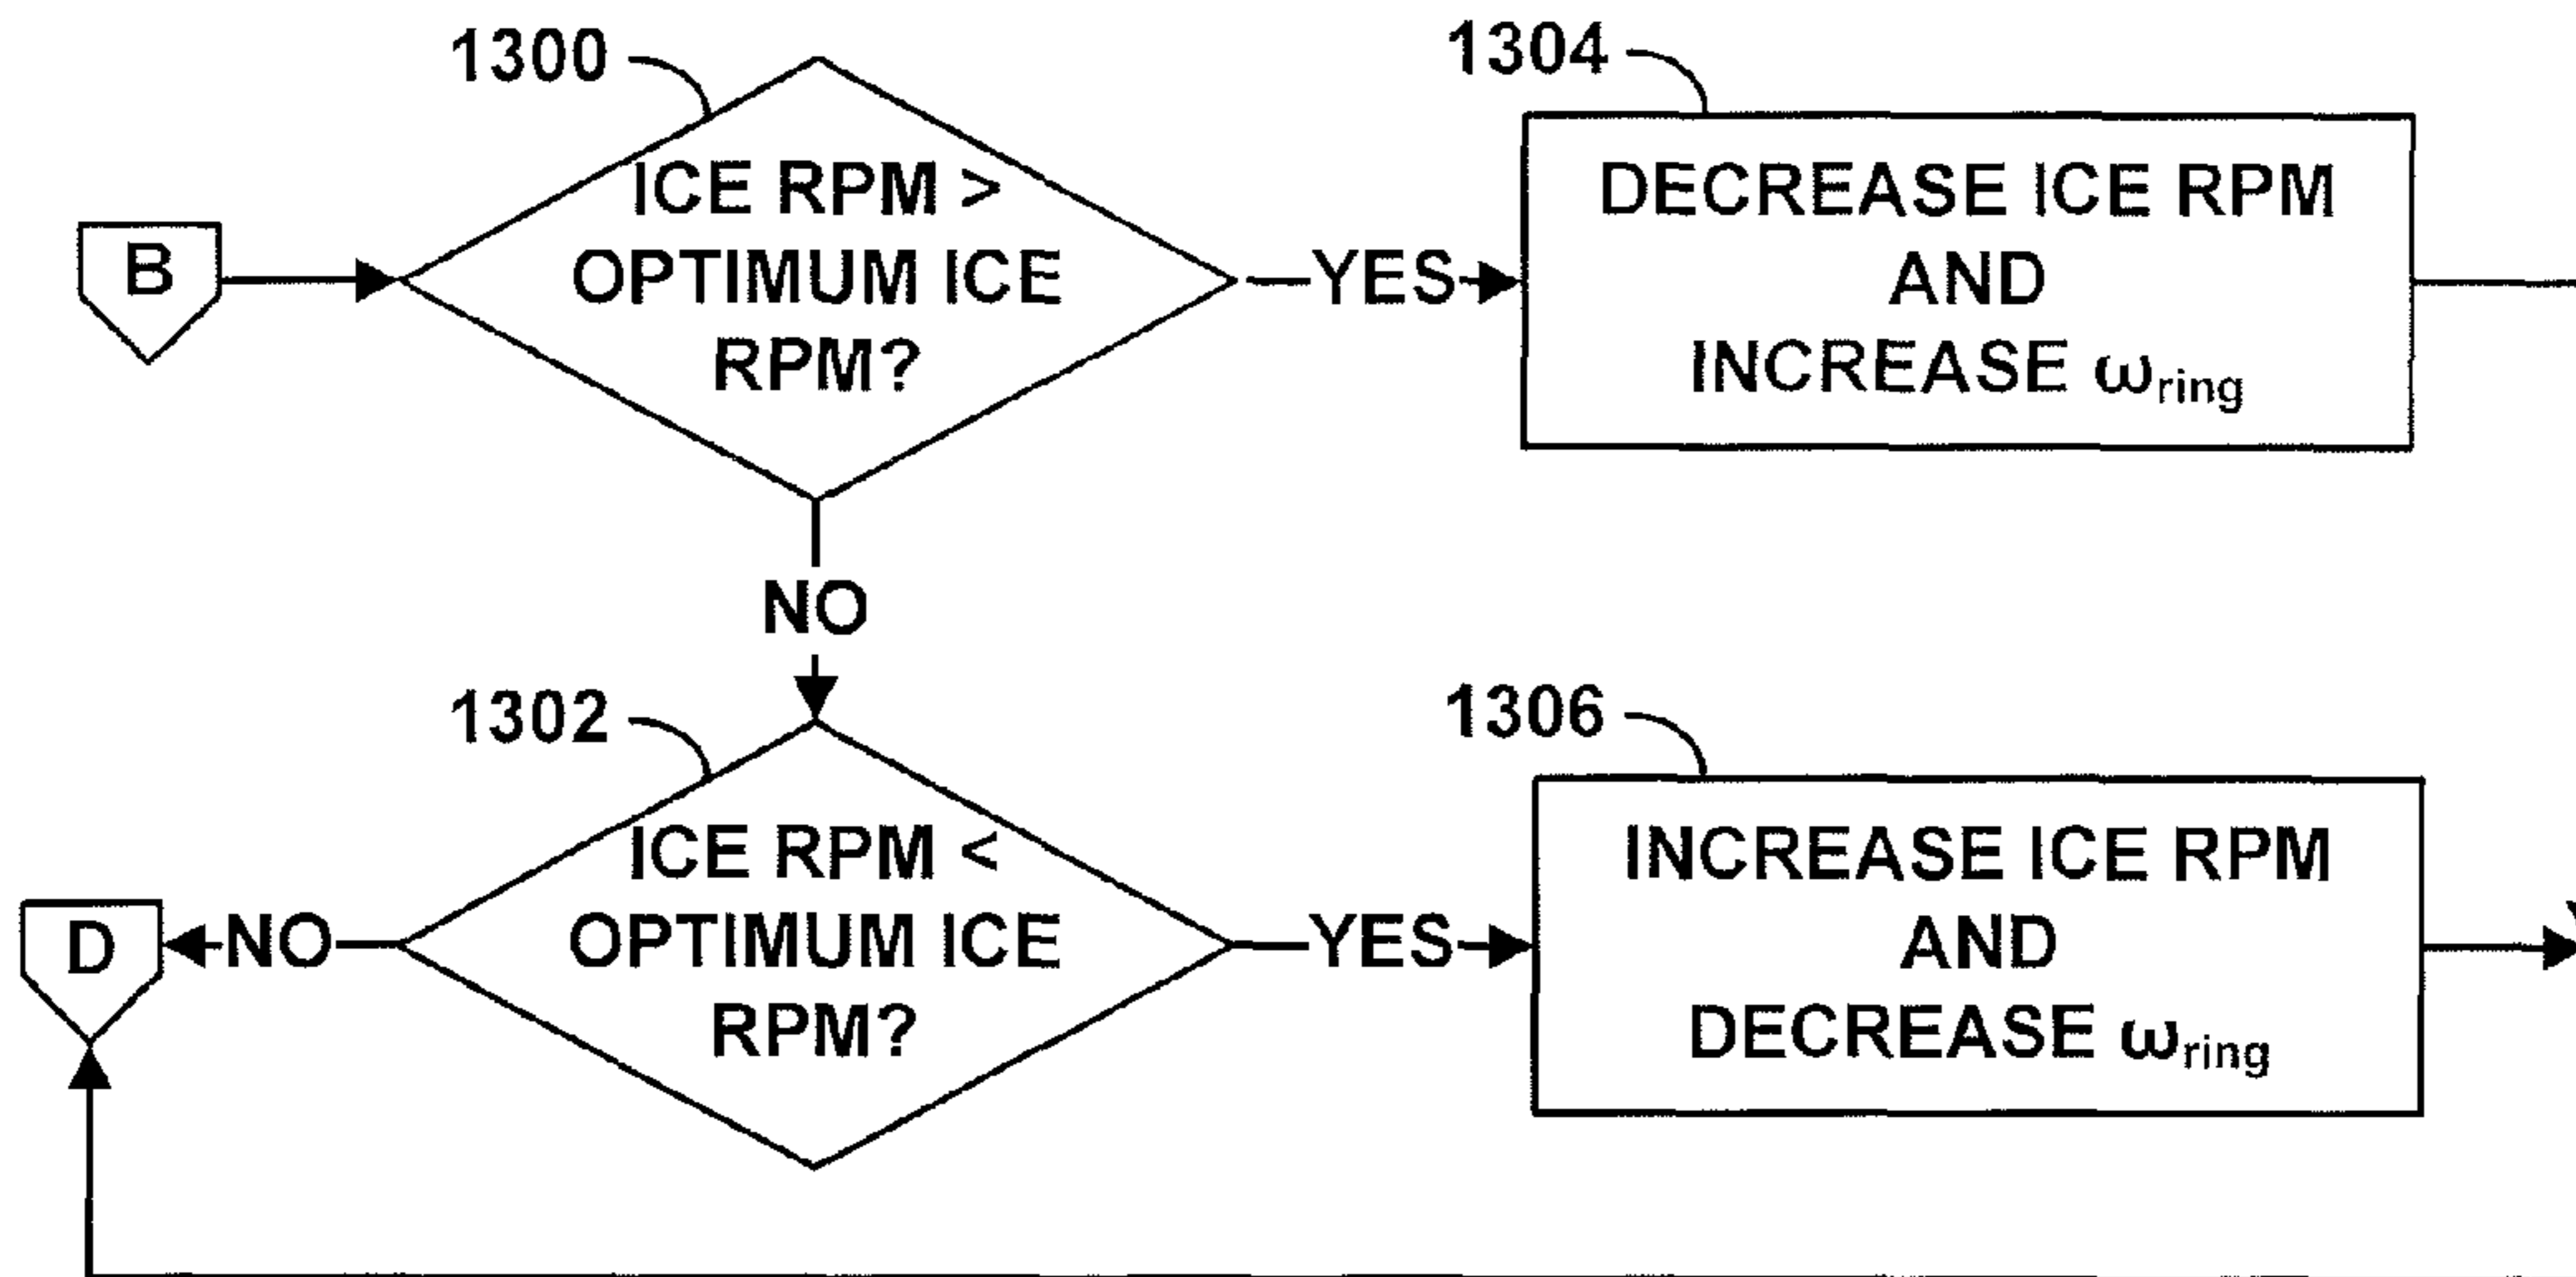 1300
B
ICE RPM >
OPTIMUM ICE
RPM?
YES
1304
DECREASE ICE RPM
AND
INCREASE ωring
NO
1302
ICE RPM <
OPTIMUM ICE
RPM?
NO
D
YES
1306
INCREASE ICE RPM
AND
DECREASE ωring